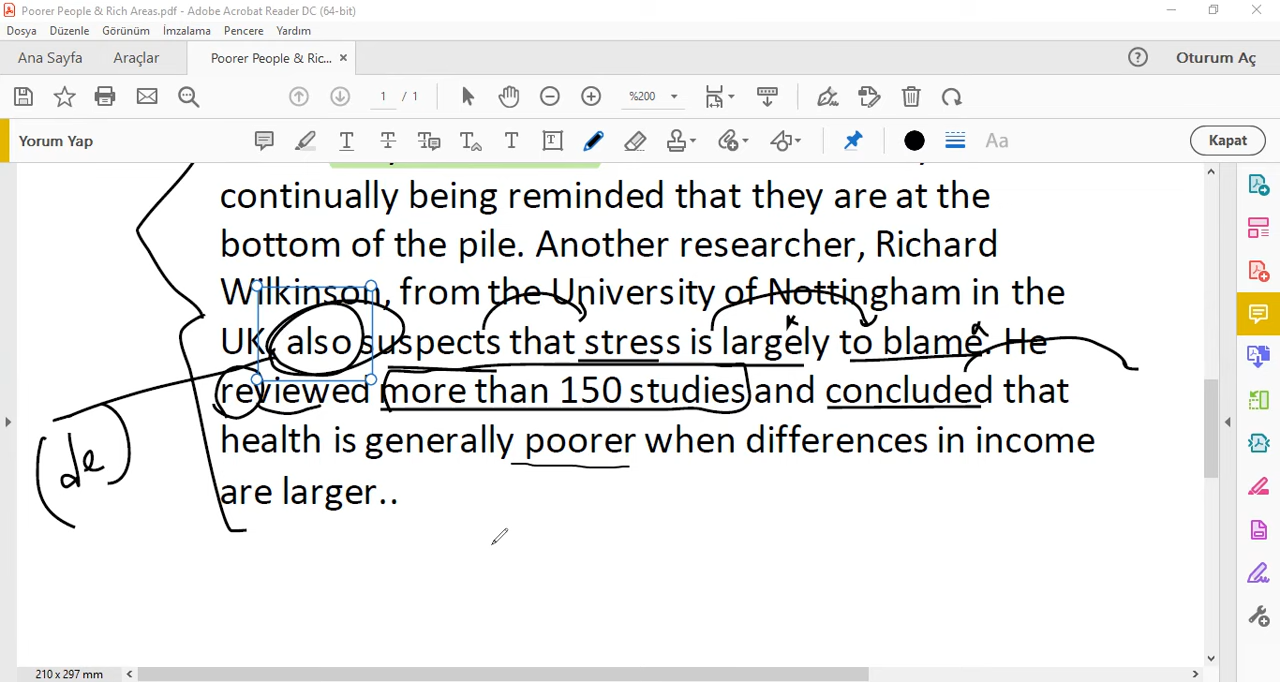 Poorer People & Rich Areas.pdf - Adobe Acrobat Reader DC (64-bit)
Dosya Düzenle Görünüm İmzalama Pencere Yardım
Ana Sayfa Araçlar Poorer People & Ric... × Oturum Aç
1 / 1 %200
Yorum Yap Aa Kapat
continually being reminded that they are at the
bottom of the pile. Another researcher, Richard
Wilkinson, from the University of Nottingham in the
UK, also suspects that stress is largely to blame. He
reviewed more than 150 studies and concluded that
health is generally poorer when differences in income
are larger..
(de)
210 x 297 mm